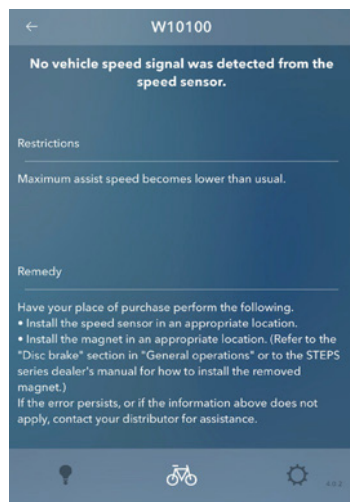 W10100
No vehicle speed signal was detected from the
speed sensor.
Restrictions
Maximum assist speed becomes lower than usual.
Remedy
Have your place of purchase perform the following.
• Install the speed sensor in an appropriate location.
• Install the magnet in an appropriate location. (Refer to the
"Disc brake" section in "General operations" or to the STEPS
series dealer's manual for how to install the removed
magnet.)
If the error persists, or if the information above does not
apply, contact your distributor for assistance.
4.0.2